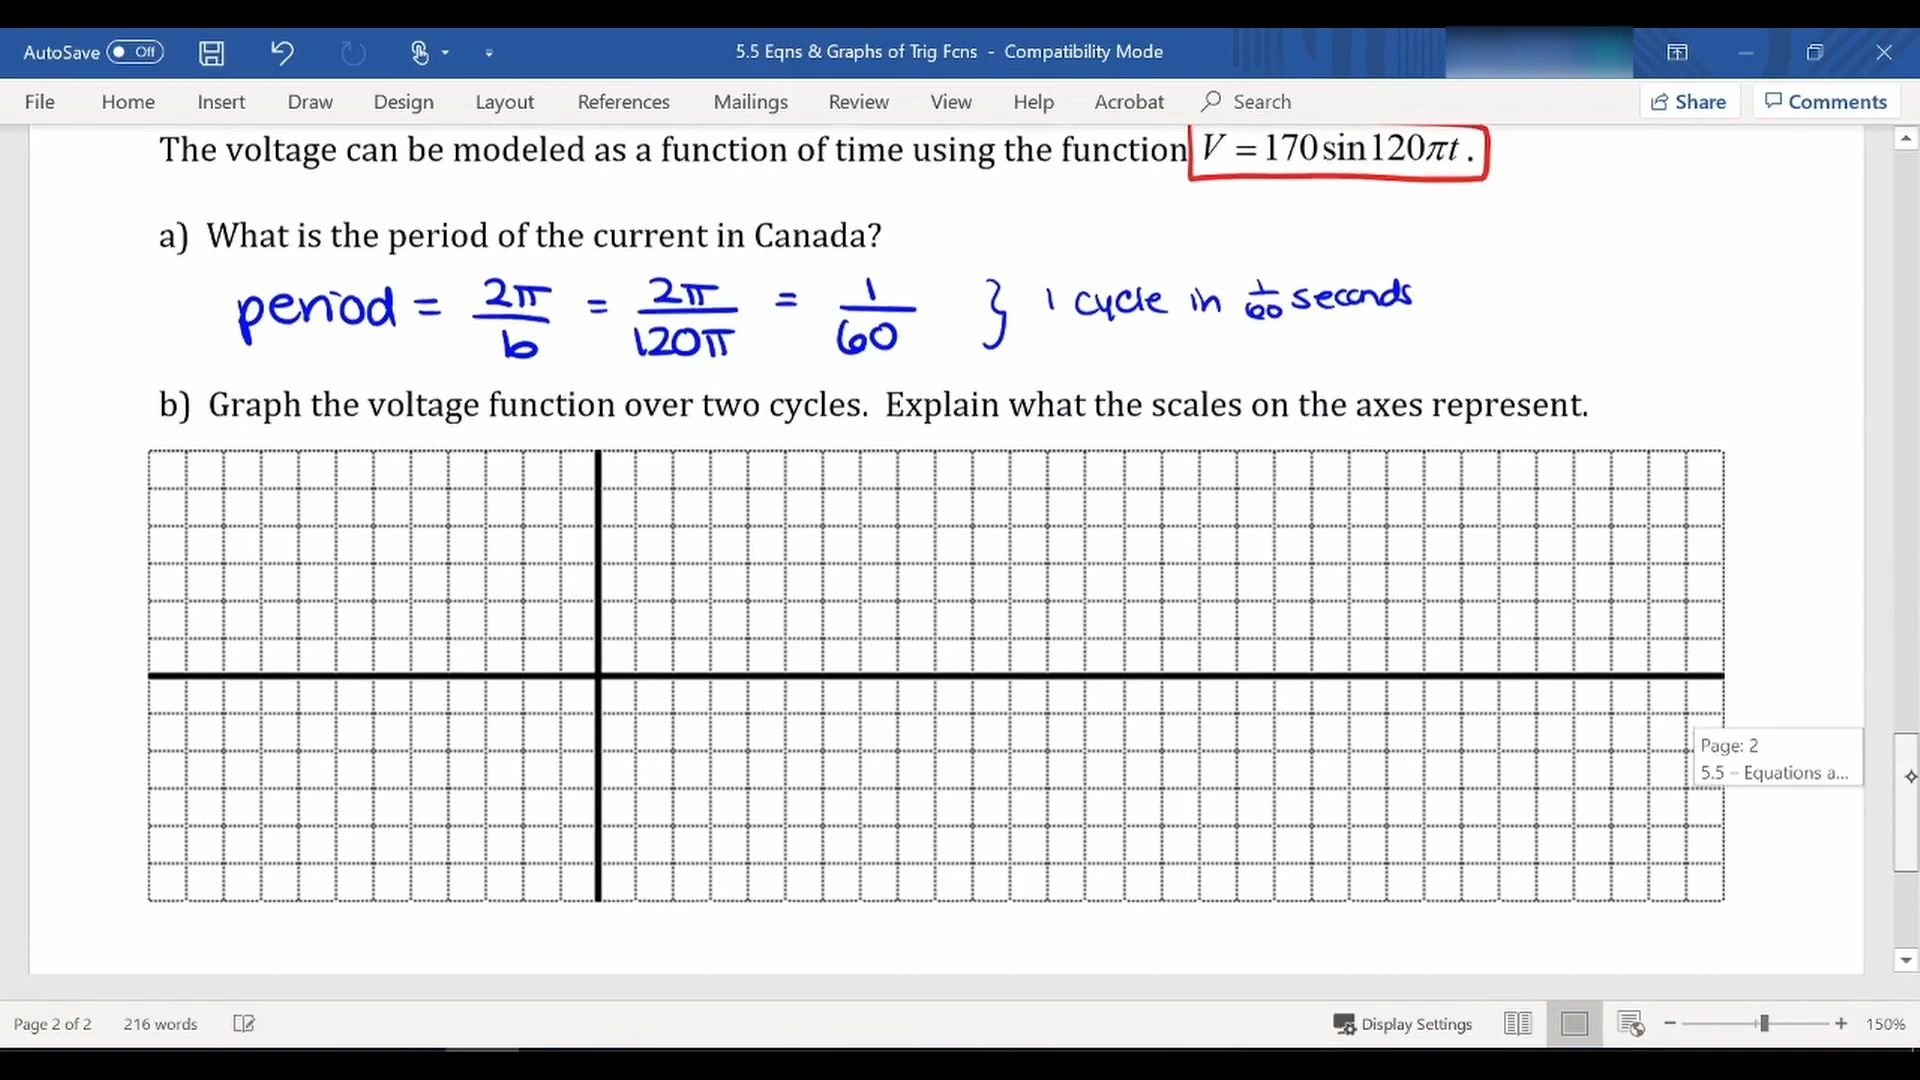 AutoSave Off 5.5 Eqns & Graphs of Trig Fcns - Compatibility Mode
File Home Insert Draw Design Layout References Mailings Review View Help Acrobat Search Share Comments
The voltage can be modeled as a function of time using the function V = 170 sin 120πt .
a) What is the period of the current in Canada?
period = 2π/b = 2π/120π = 1/60 } 1 cycle in 1/60 seconds
b) Graph the voltage function over two cycles. Explain what the scales on the axes represent.
Page: 2
5.5 – Equations a...
Page 2 of 2 216 words Display Settings 150%